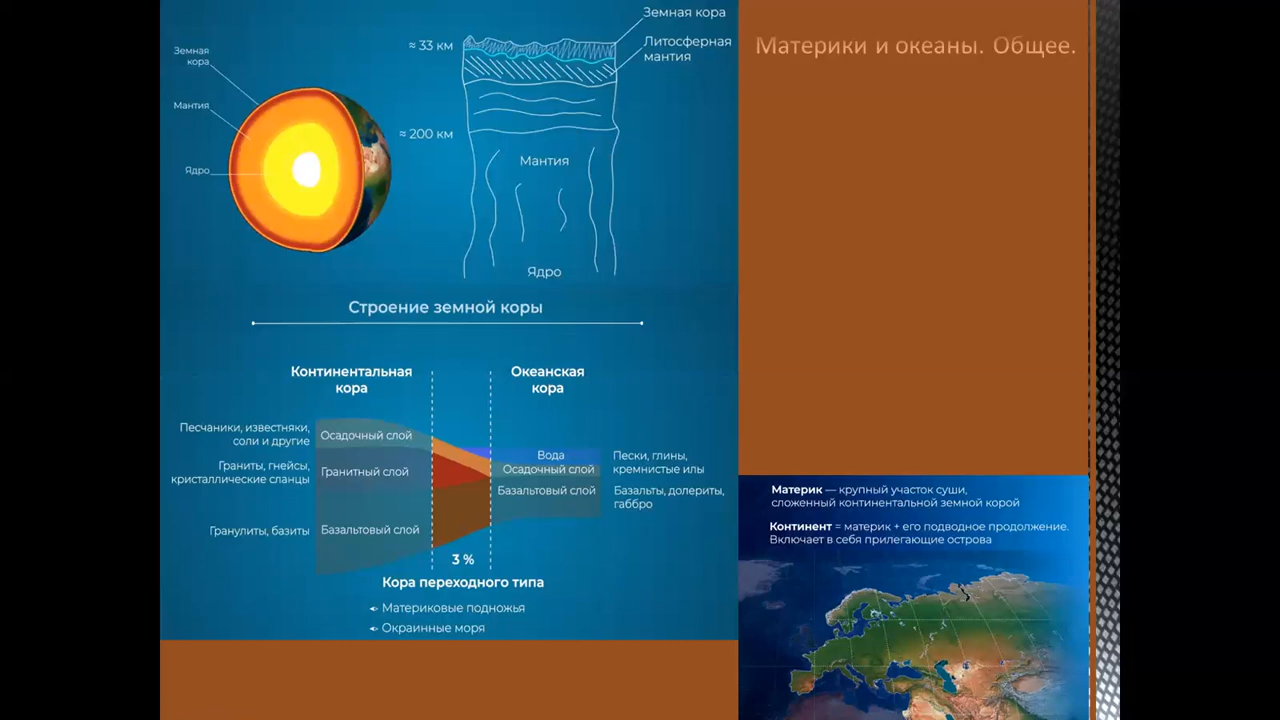 Земная кора
Литосферная
мантия
≈ 33 км
≈ 200 км
Мантия
Ядро
Земная
кора
Мантия
Ядро
Строение земной коры
Континентальная
кора
Океанская
кора
Песчаники, известняки,
соли и другие
Граниты, гнейсы,
кристаллические сланцы
Гранулиты, базиты
Осадочный слой
Гранитный слой
Базальтовый слой
Вода
Осадочный слой
Базальтовый слой
Пески, глины,
кремнистые илы
Базальты, долериты,
габбро
3 %
Кора переходного типа
Материковые подножья
Окраинные моря
Материки и океаны. Общее.
Материк — крупный участок суши,
сложенный континентальной земной корой
Континент = материк + его подводное продолжение.
Включает в себя прилегающие острова